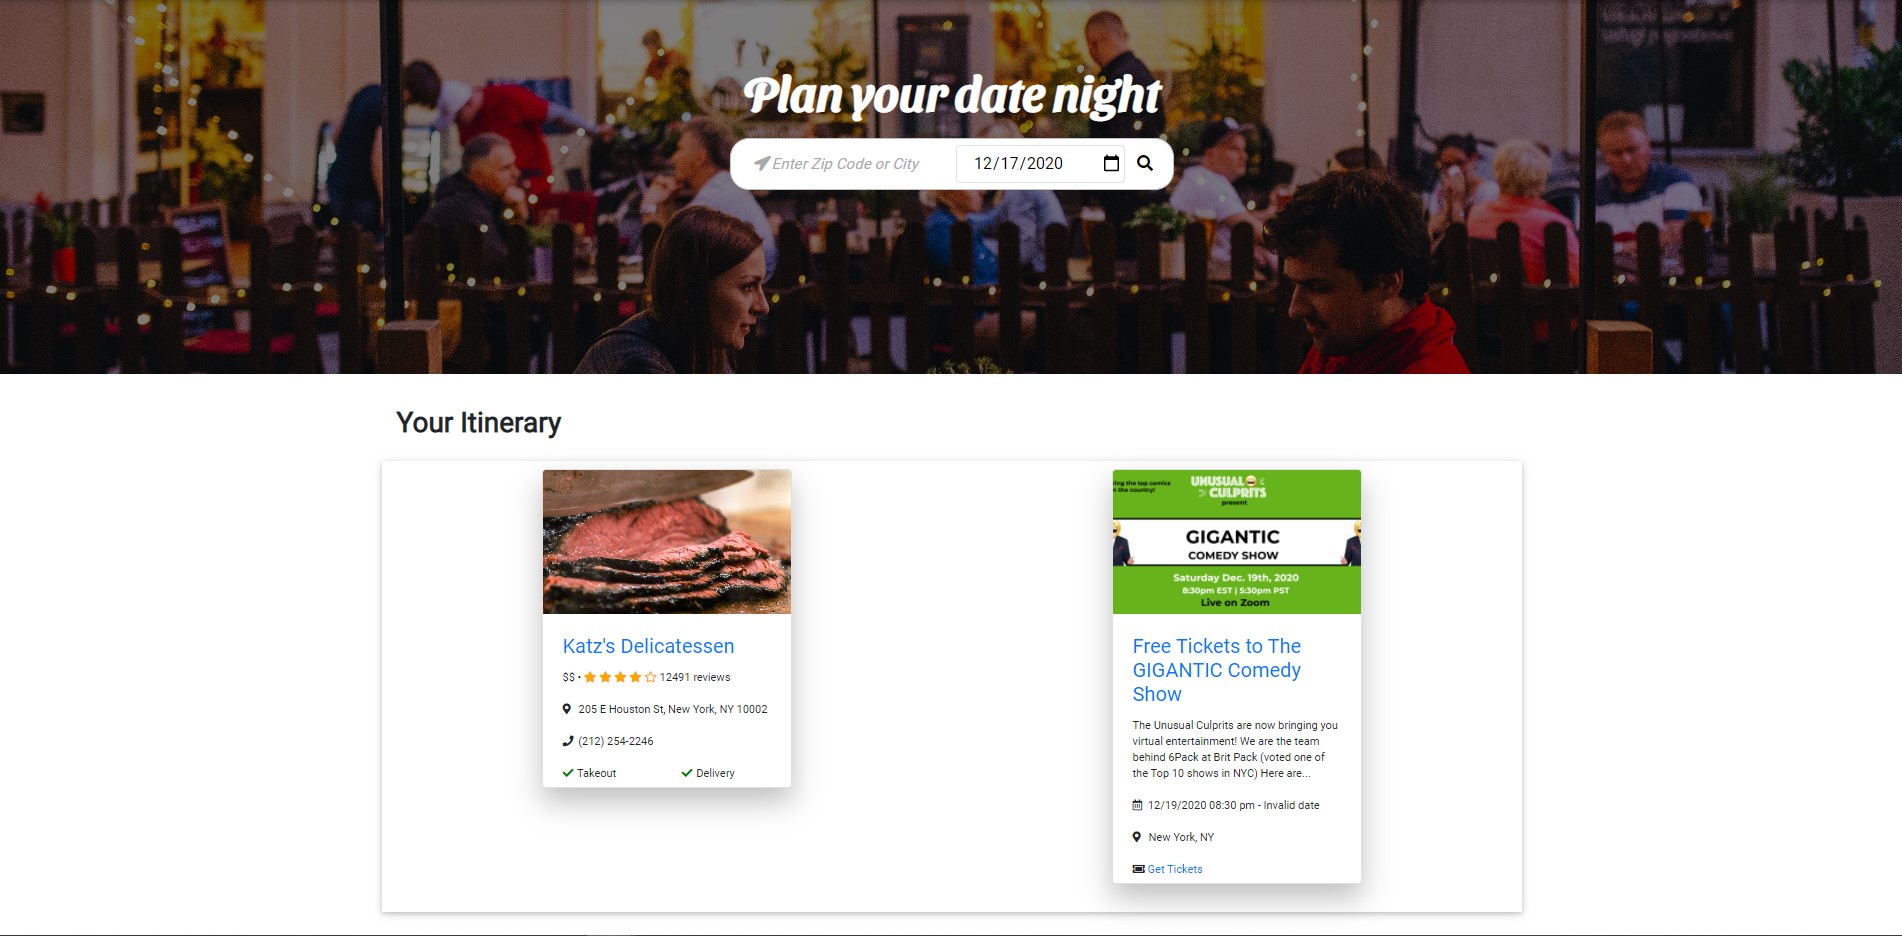 Plan your date night
Enter Zip Code or City
12/17/2020
Your Itinerary
Katz's Delicatessen
$$ • 12491 reviews
205 E Houston St, New York, NY 10002
(212) 254-2246
Takeout
Delivery
ring the top comics
n the country!
UNUSUAL
CULPRITS
present
GIGANTIC
COMEDY SHOW
Saturday Dec. 19th, 2020
8:30pm EST | 5:30pm PST
Live on Zoom
Free Tickets to The
GIGANTIC Comedy
Show
The Unusual Culprits are now bringing you
virtual entertainment! We are the team
behind 6Pack at Brit Pack (voted one of
the Top 10 shows in NYC) Here are...
12/19/2020 08:30 pm - Invalid date
New York, NY
Get Tickets